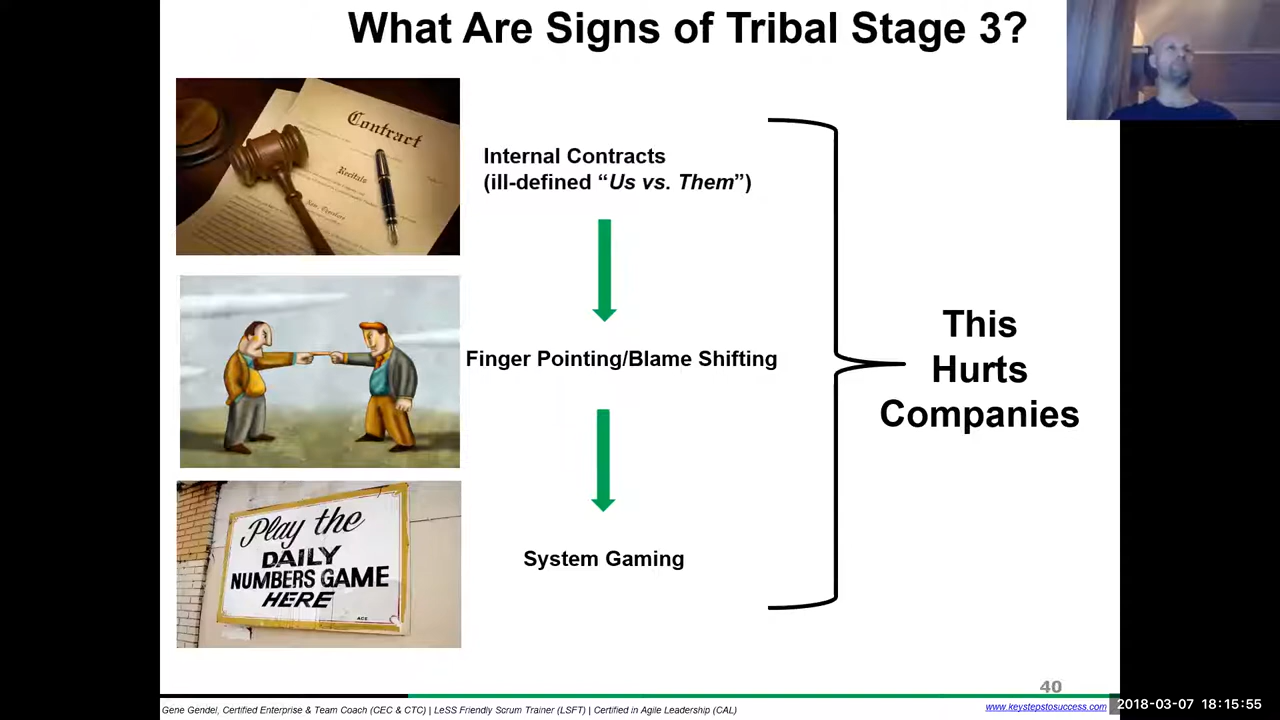 What Are Signs of Tribal Stage 3?
Contract
Recitals
Internal Contracts
(ill-defined “Us vs. Them”)
Finger Pointing/Blame Shifting
This
Hurts
Companies
Play the
DAILY
NUMBERS GAME
HERE
ACE
System Gaming
40
Gene Gendel, Certified Enterprise & Team Coach (CEC & CTC) | LeSS Friendly Scrum Trainer (LSFT) | Certified in Agile Leadership (CAL)
www.keystepstosuccess.com
2018-03-07 18:15:55